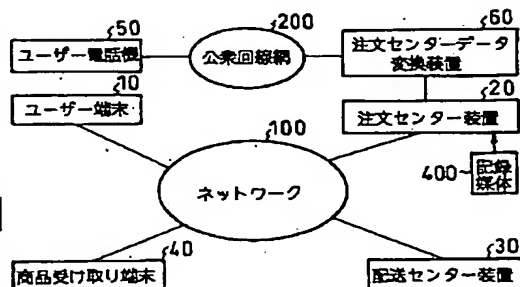 50
200
60
ユーザー電話機
公衆回線網
注文センターデータ
変換装置
10
20
ユーザー端末
注文センター装置
100
400
記録
媒体
ネットワーク
40
30
商品受け取り端末
配送センター装置